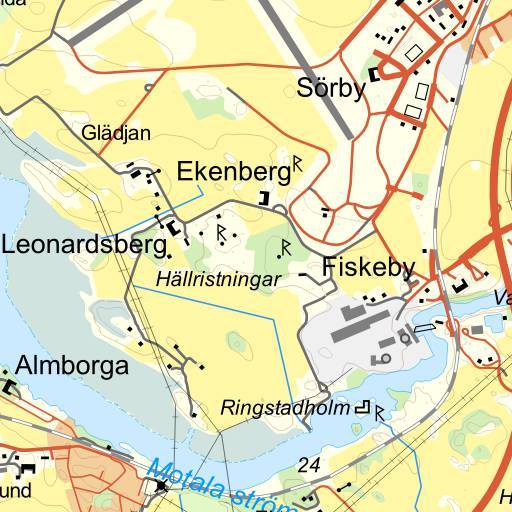 Sörby
Glädjan
Ekenberg
Leonardsberg
Fiskeby
Hällristningar
Almborga
Ringstadholm
24
Motala ström
und